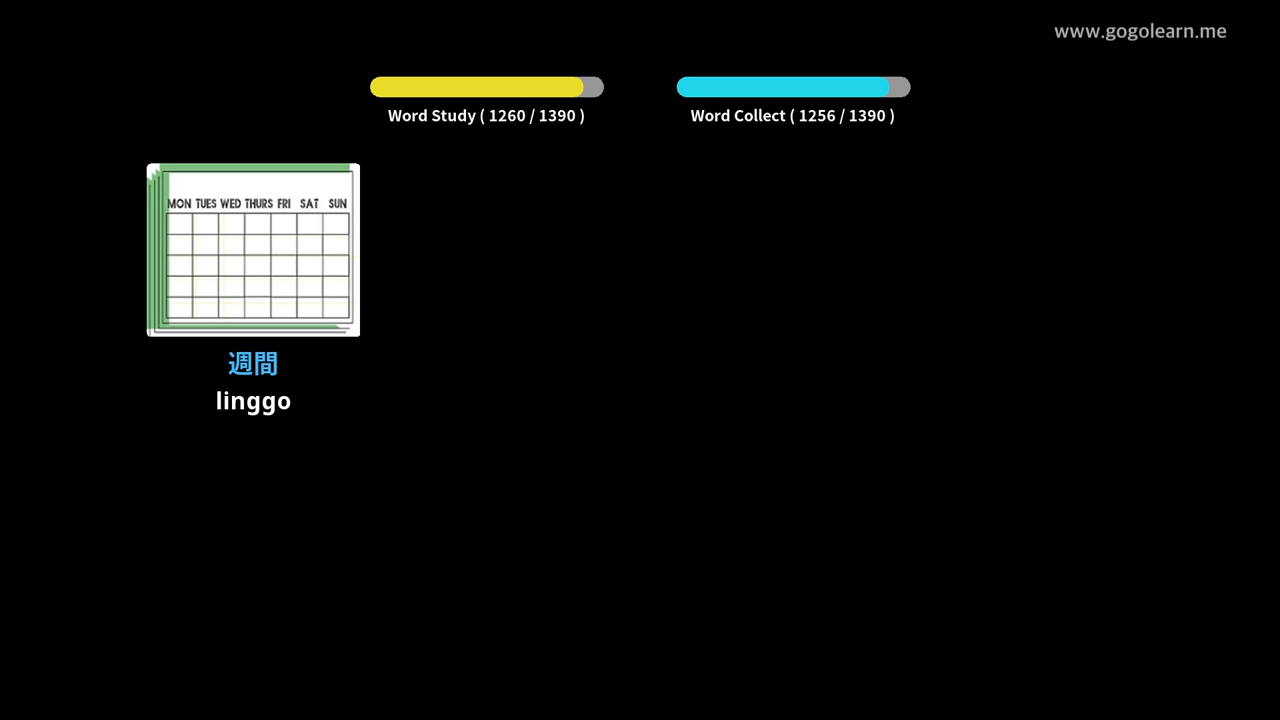 www.gogolearn.me
Word Study ( 1260 / 1390 )
Word Collect ( 1256 / 1390 )
MON TUES WED THURS FRI SAT SUN
週間
linggo